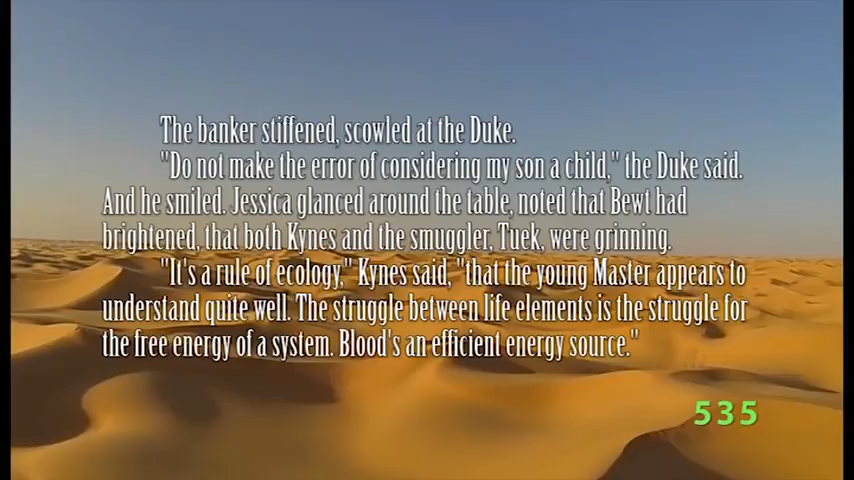 The banker stiffened, scowled at the Duke.
"Do not make the error of considering my son a child," the Duke said.
And he smiled. Jessica glanced around the table, noted that Bewt had
brightened, that both Kynes and the smuggler, Tuek, were grinning.
"It's a rule of ecology," Kynes said, "that the young Master appears to
understand quite well. The struggle between life elements is the struggle for
the free energy of a system. Blood's an efficient energy source."
535